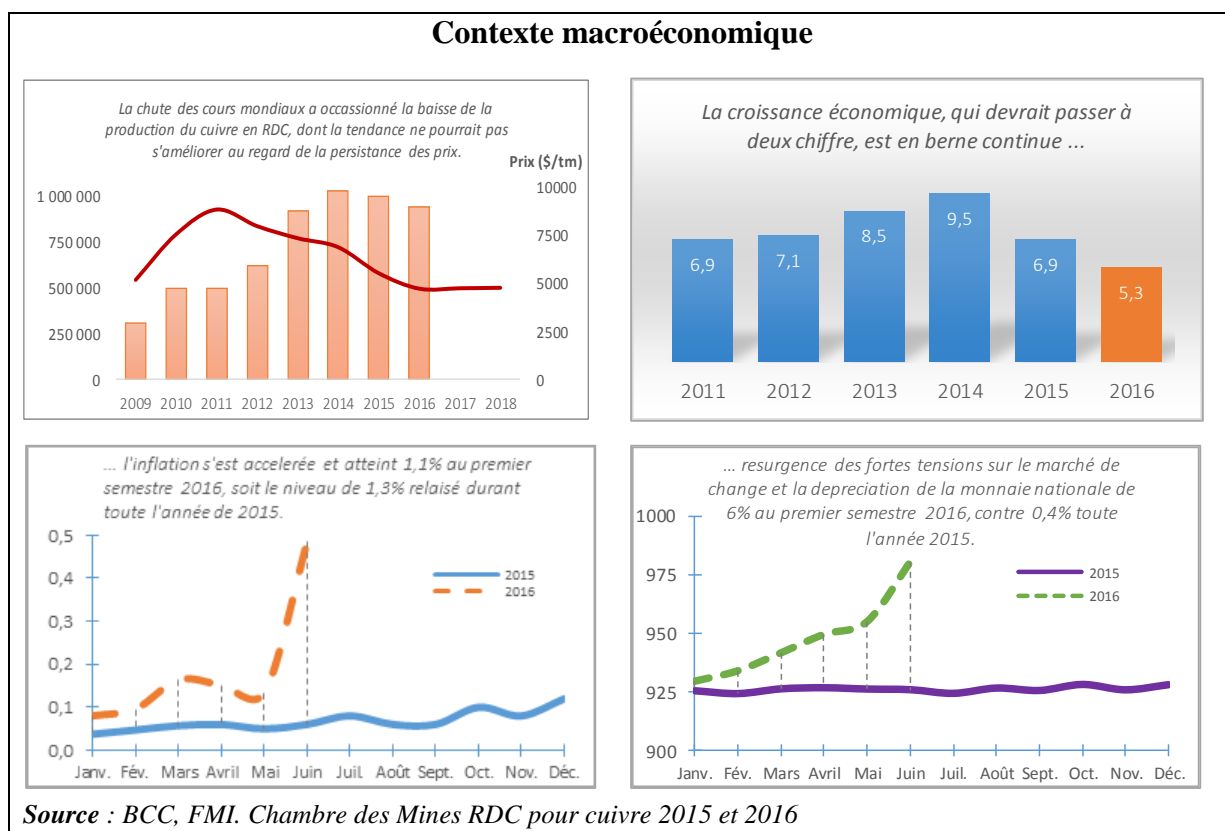 Contexte macroéconomique
La chute des cours mondiaux a occassionné la baisse de la
production du cuivre en RDC, dont la tendance ne pourrait pas
s'améliorer au regard de la persistance des prix.
Prix ($/tm)
1 000 000
750 000
500 000
250 000
0
10000
7500
5000
2500
0
2009 2010 2011 2012 2013 2014 2015 2016 2017 2018
La croissance économique, qui devrait passer à
deux chiffre, est en berne continue ...
6,9 7,1 8,5 9,5 6,9 5,3
2011 2012 2013 2014 2015 2016
... l'inflation s'est accelerée et atteint 1,1% au premier
semestre 2016, soit le niveau de 1,3% relaisé durant
toute l'année de 2015.
0,5
0,4
0,3
0,2
0,1
0,0
2015
2016
Janv. Fév. Mars Avril Mai Juin Juil. Août Sept. Oct. Nov. Déc.
... resurgence des fortes tensions sur le marché de
change et la depreciation de la monnaie nationale de
6% au premier semestre 2016, contre 0,4% toute
l'année 2015.
1000
975
950
925
900
2015
2016
Janv. Fév. Mars Avril Mai Juin Juil. Août Sept. Oct. Nov. Déc.
Source : BCC, FMI. Chambre des Mines RDC pour cuivre 2015 et 2016